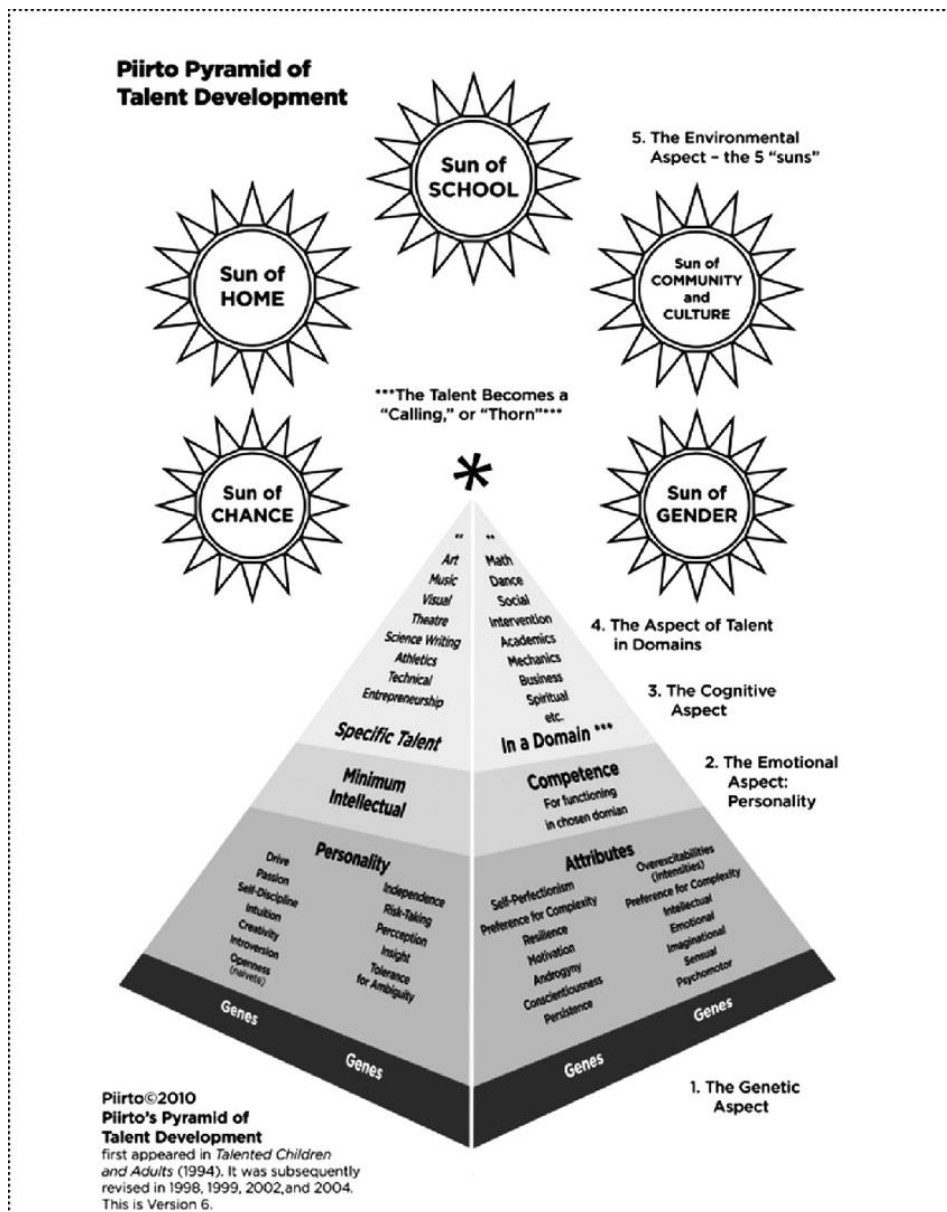 Piirto Pyramid of
Talent Development
Sun of
SCHOOL
5. The Environmental
Aspect – the 5 “suns”
Sun of
HOME
Sun of
COMMUNITY
and
CULTURE
***The Talent Becomes a
“Calling,” or “Thorn”***
*
Sun of
CHANCE
Sun of
GENDER
**
Art
Music
Visual
Theatre
Science Writing
Athletics
Technical
Entrepreneurship
Specific Talent
**
Math
Dance
Social
Intervention
Academics
Mechanics
Business
Spiritual
etc.
In a Domain ***
4. The Aspect of Talent
in Domains
3. The Cognitive
Aspect
2. The Emotional
Aspect:
Personality
Minimum
Intellectual
Competence
For functioning
in chosen domian
Personality
Drive
Passion
Self-Discipline
Intuition
Creativity
Introversion
Openness
(naivete)
Independence
Risk-Taking
Percception
Insight
Tolerance
for Ambiguity
Attributes
Self-Perfectionism
Preference for Complexity
Resilience
Motivation
Androgyny
Conscientiousness
Persistence
Overexcitabilities
(intensities)
Preference for Complexity
Intellectual
Emotional
Imaginational
Sensual
Psychomotor
Genes
Genes
Genes
Genes
1. The Genetic
Aspect
Piirto©2010
Piirto’s Pyramid of
Talent Development
first appeared in Talented Children
and Adults (1994). It was subsequently
revised in 1998, 1999, 2002,and 2004.
This is Version 6.